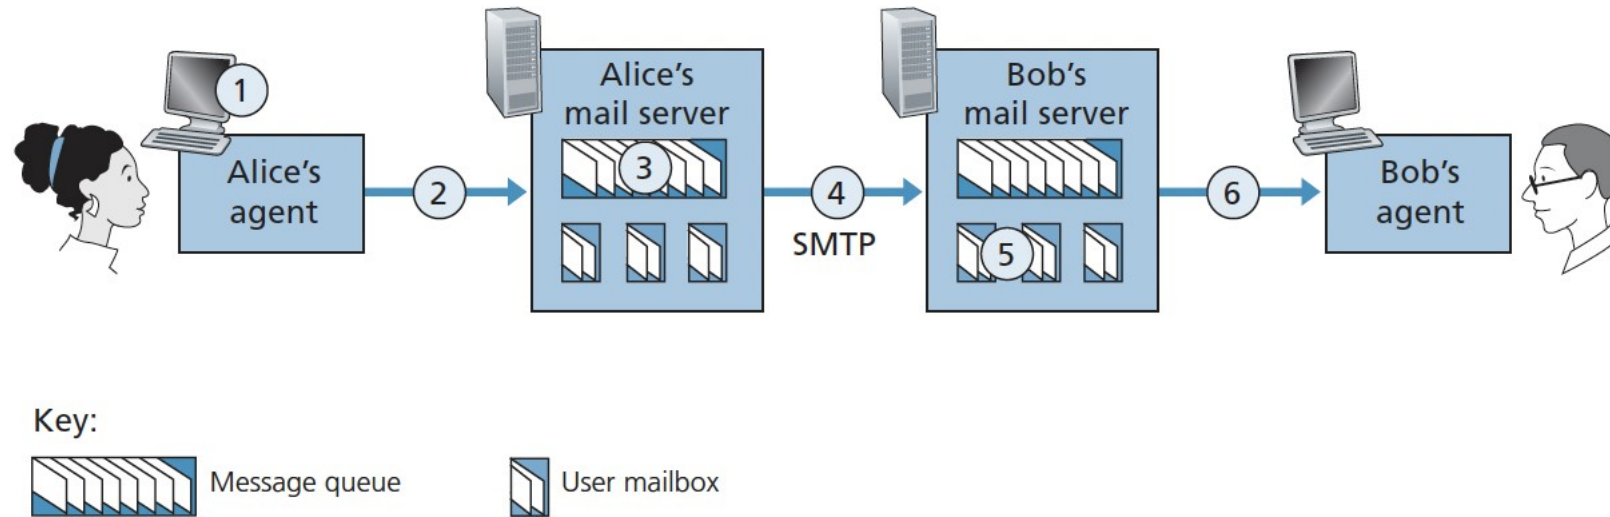 1
Alice's
agent
2
Alice's
mail server
3
4
SMTP
Bob's
mail server
5
6
Bob's
agent
Key:
Message queue
User mailbox